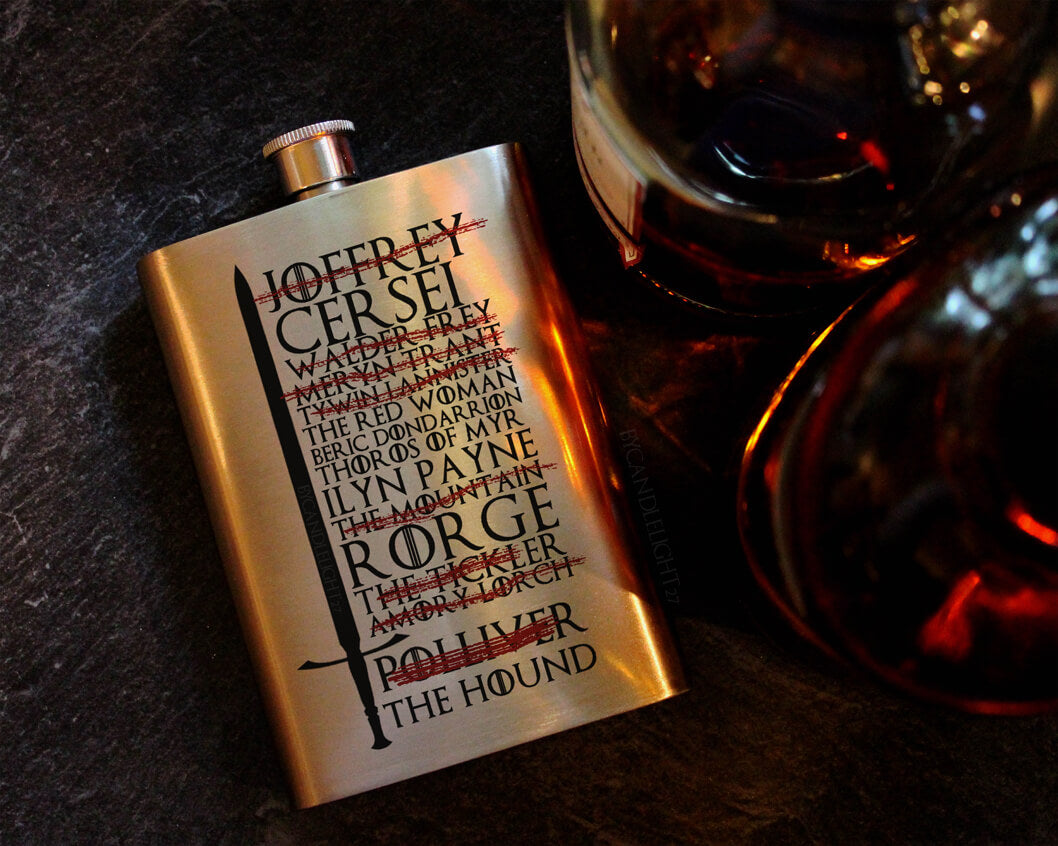 JOFFREY
CERSEI
WALDER FREY
MERYN TRANT
TYWIN LANNISTER
THE RED WOMAN
BERIC DONDARRION
THOROS OF MYR
ILYN PAYNE
THE MOUNTAIN
RORGE
THE TICKLER
AMORY LORCH
POLLIVER
THE HOUND
BYCANDLELIGHT27
BYCANDLELIGHT27